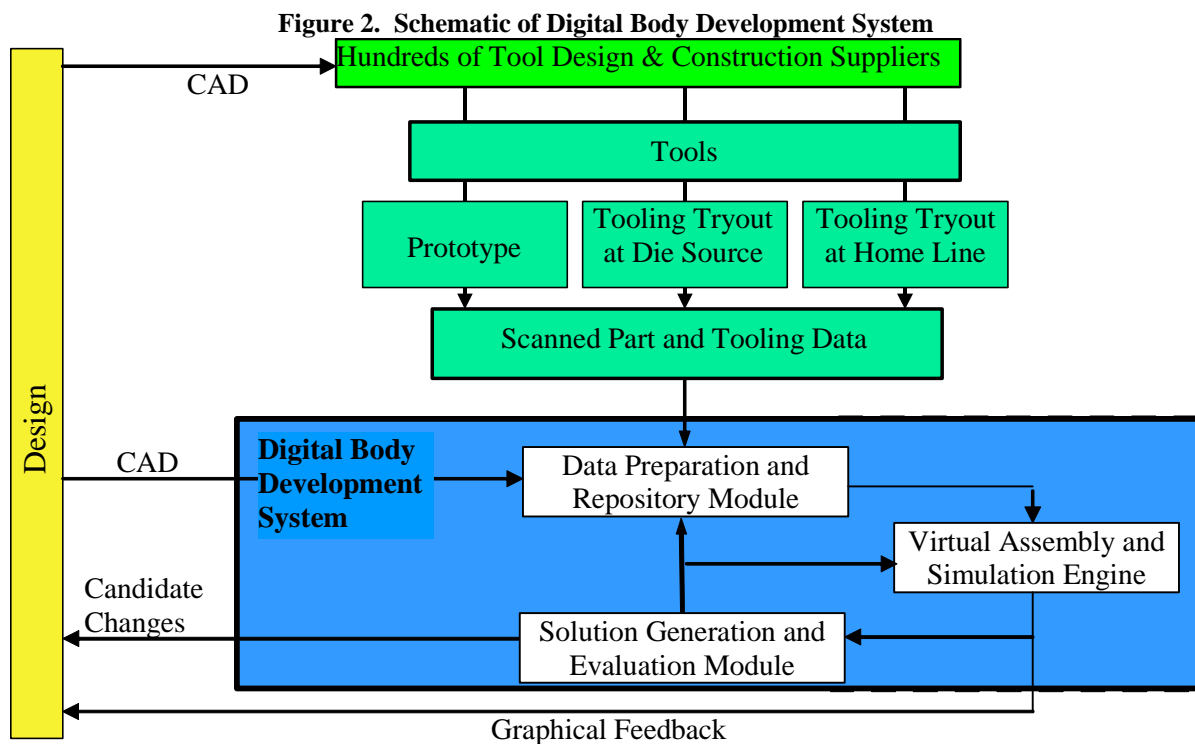 Figure 2. Schematic of Digital Body Development System
Hundreds of Tool Design & Construction Suppliers
CAD
Tools
Prototype
Tooling Tryout
at Die Source
Tooling Tryout
at Home Line
Scanned Part and Tooling Data
Design
CAD
Digital Body
Development
System
Data Preparation and
Repository Module
Virtual Assembly and
Simulation Engine
Candidate
Changes
Solution Generation and
Evaluation Module
Graphical Feedback